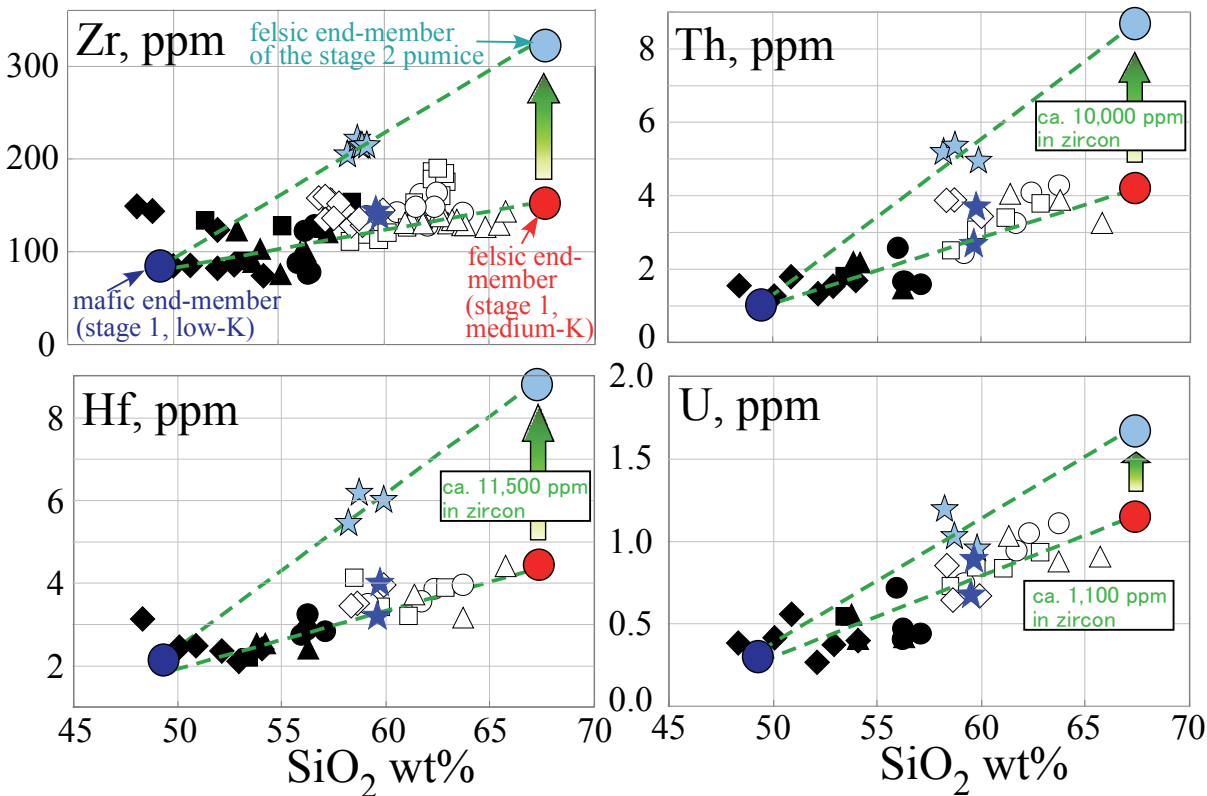 Zr, ppm
felsic end-member
of the stage 2 pumice
300
200
100
0
mafic end-member
(stage 1, low-K)
felsic end-
member
(stage 1,
medium-K)
Th, ppm
8
6
4
2
0
ca. 10,000 ppm
in zircon
Hf, ppm
8
6
4
2
ca. 11,500 ppm
in zircon
45 50 55 60 65 70
SiO₂ wt%
U, ppm
2.0
1.5
1.0
0.5
0.0
ca. 1,100 ppm
in zircon
45 50 55 60 65 70
SiO₂ wt%